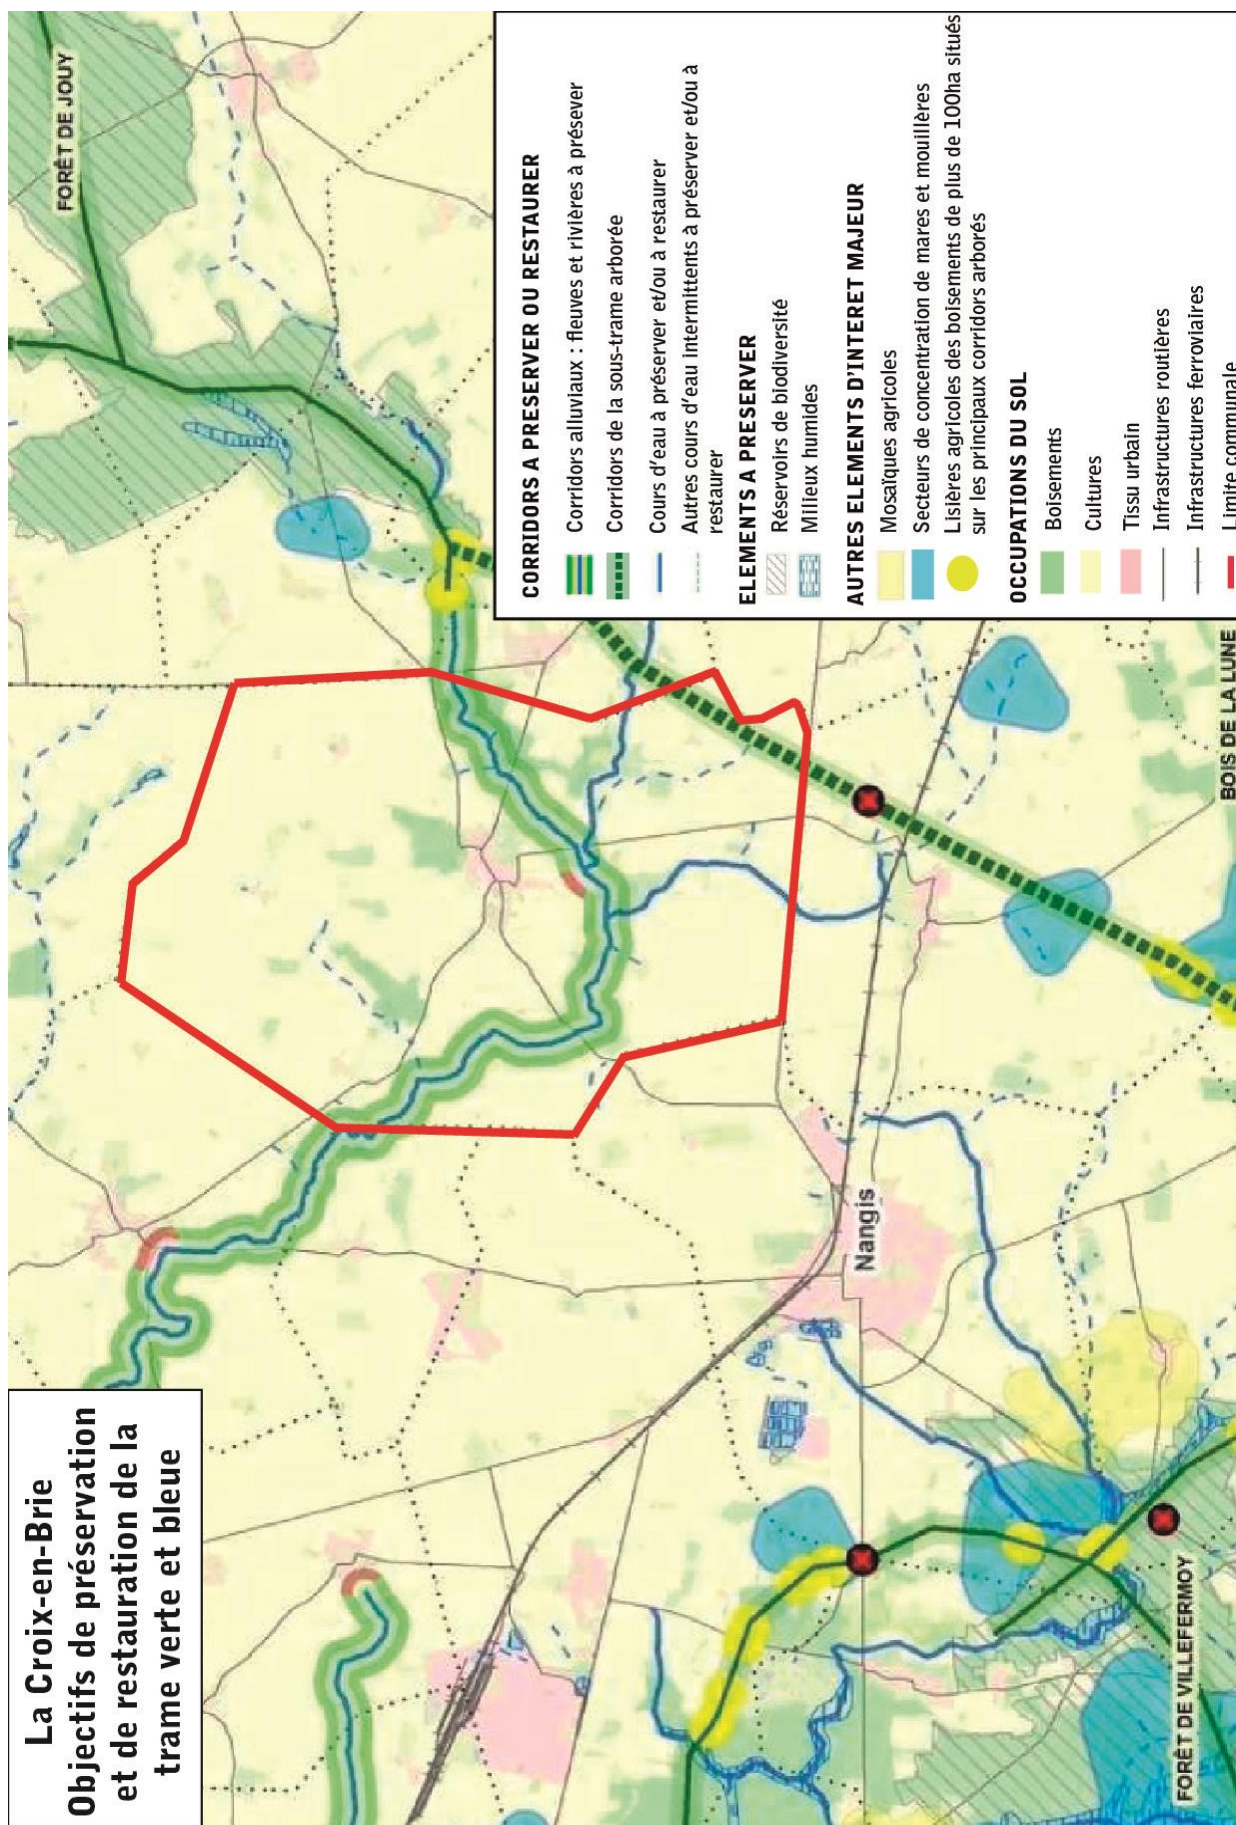 La Croix-en-Brie
Objectifs de préservation
et de restauration de la
trame verte et bleue
FORÊT DE JOUY
Nangis
FORÊT DE VILLEFERMOY
BOIS DE LA LUNE
CORRIDORS A PRESERVER OU RESTAURER
Corridors alluviaux : fleuves et rivières à présever
Corridors de la sous-trame arborée
Cours d'eau à préserver et/ou à restaurer
Autres cours d'eau intermittents à préserver et/ou à
restaurer
ELEMENTS A PRESERVER
Réservoirs de biodiversité
Milieux humides
AUTRES ELEMENTS D'INTERET MAJEUR
Mosaïques agricoles
Secteurs de concentration de mares et mouillères
Lisières agricoles des boisements de plus de 100ha situés
sur les principaux corridors arborés
OCCUPATIONS DU SOL
Boisements
Cultures
Tissu urbain
Infrastructures routières
Infrastructures ferroviaires
Limite communale